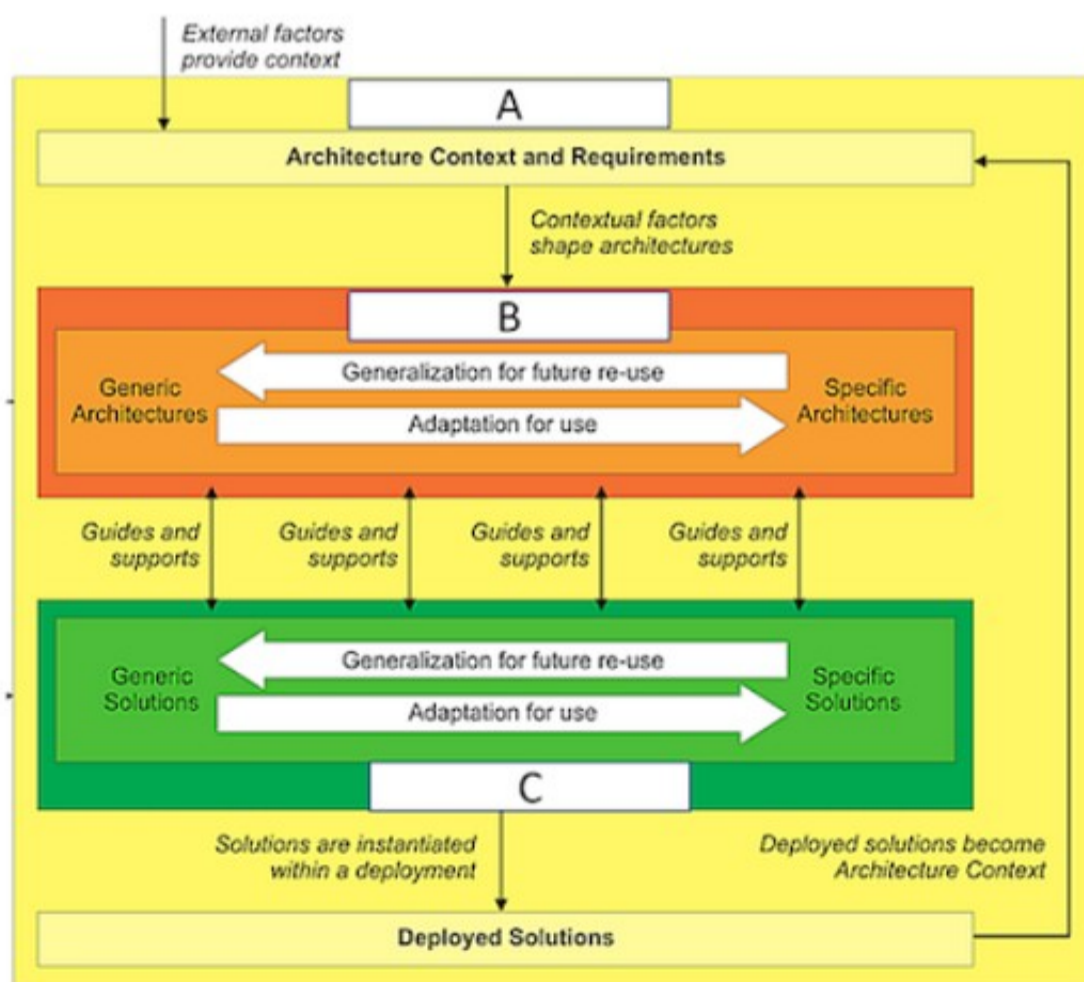 External factors
provide context
A
Architecture Context and Requirements
Contextual factors
shape architectures
B
Generalization for future re-use
Generic
Architectures
Specific
Architectures
Adaptation for use
Guides and
supports
Guides and
supports
Guides and
supports
Guides and
supports
Generalization for future re-use
Generic
Solutions
Specific
Solutions
Adaptation for use
C
Solutions are instantiated
within a deployment
Deployed solutions become
Architecture Context
Deployed Solutions